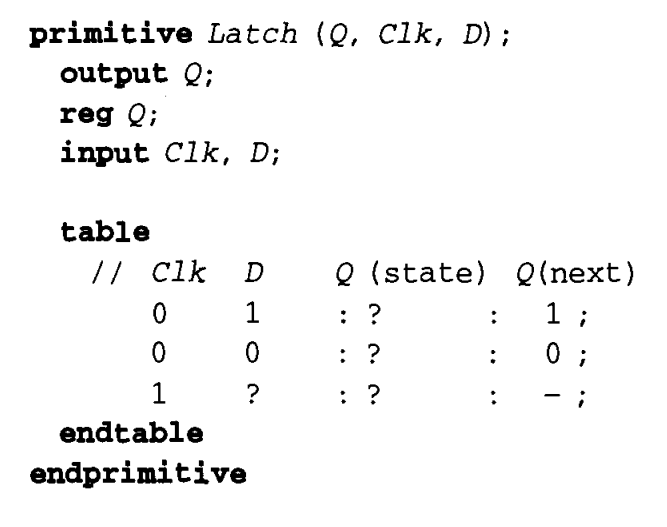 primitive Latch (Q, Clk, D);
output Q;
reg Q;
input Clk, D;
table
// Clk D Q (state) Q(next)
0 1 : ? : 1 ;
0 0 : ? : 0 ;
1 ? : ? : – ;
endtable
endprimitive